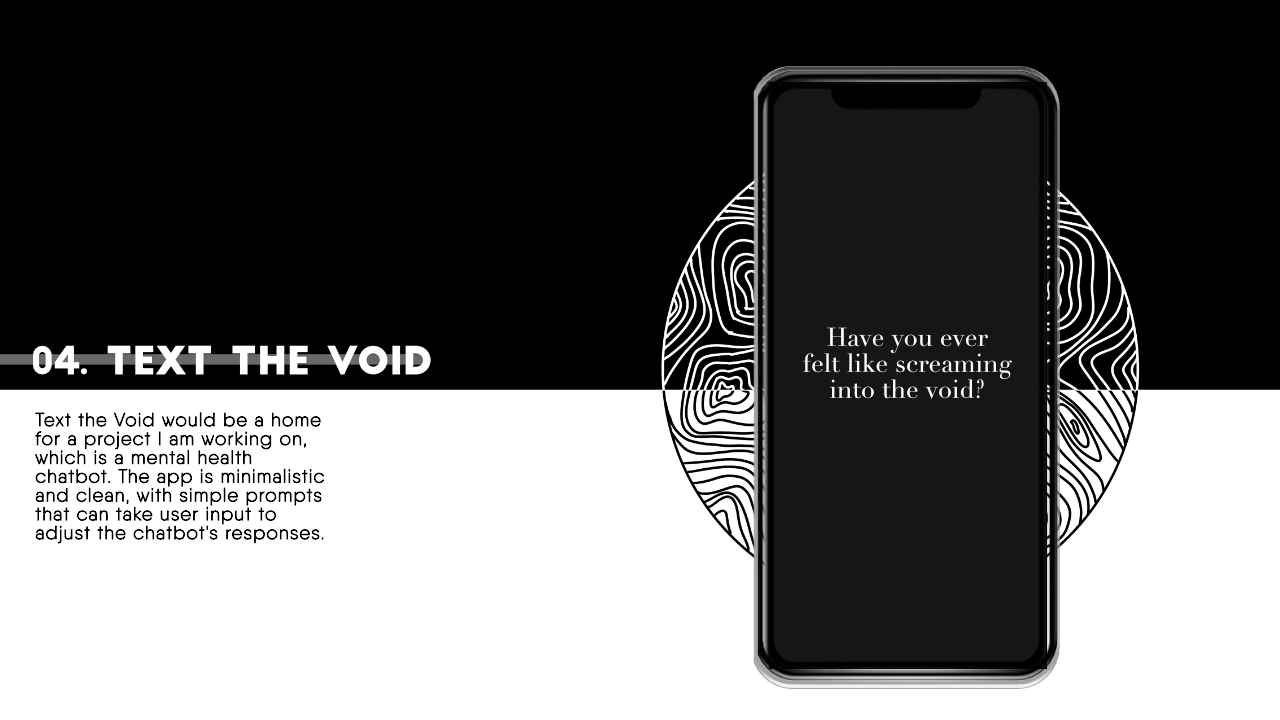 04. TEXT THE VOID
Text the Void would be a home
for a project I am working on,
which is a mental health
chatbot. The app is minimalistic
and clean, with simple prompts
that can take user input to
adjust the chatbot's responses.
Have you ever
felt like screaming
into the void?